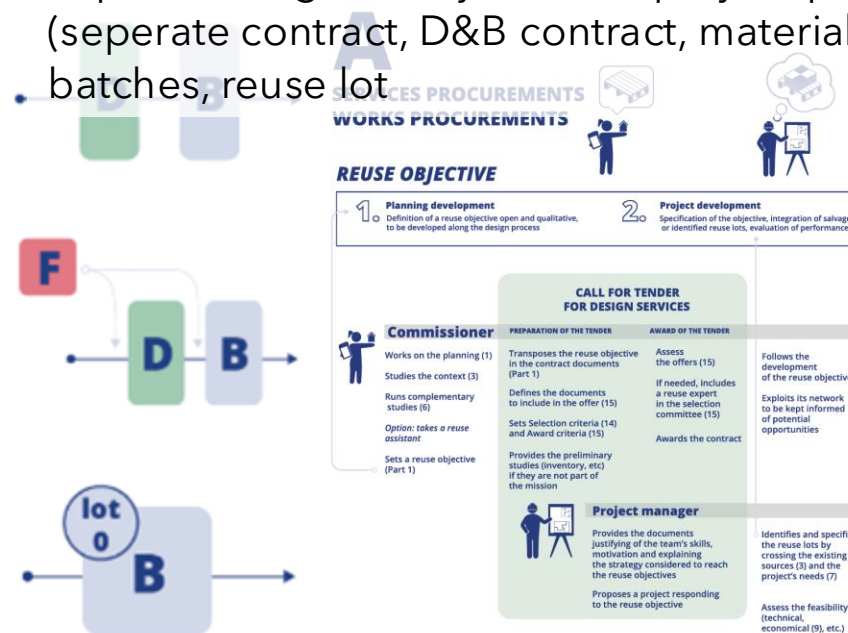 (seperate contract, D&B contract, material
batches, reuse lot
A
D
B
SERVICES PROCUREMENTS
WORKS PROCUREMENTS
REUSE OBJECTIVE
1.
Planning development
Definition of a reuse objective open and qualitative,
to be developed along the design process
2.
Project development
Specification of the objective, integration of salvage
or identified reuse lots, evaluation of performance
F
D
B
CALL FOR TENDER
FOR DESIGN SERVICES
Commissioner
Works on the planning (1)
Studies the context (3)
Runs complementary
studies (6)
Option: takes a reuse
assistant
Sets a reuse objective
(Part 1)
PREPARATION OF THE TENDER
Transposes the reuse objective
in the contract documents
(Part 1)
Defines the documents
to include in the offer (15)
Sets Selection criteria (14)
and Award criteria (15)
Provides the preliminary
studies (inventory, etc)
if they are not part of
the mission
AWARD OF THE TENDER
Assess
the offers (15)
If needed, includes
a reuse expert
in the selection
committee (15)
Awards the contract
Follows the
development
of the reuse objective
Exploits its network
to be kept informed
of potential
opportunities
lot
0
B
Project manager
Provides the documents
justifying of the team's skills,
motivation and explaining
the strategy considered to reach
the reuse objectives
Proposes a project responding
to the reuse objective
Identifies and specifi
the reuse lots by
crossing the existing
sources (3) and the
project's needs (7)
Assess the feasibility
(technical,
economical (9), etc.)